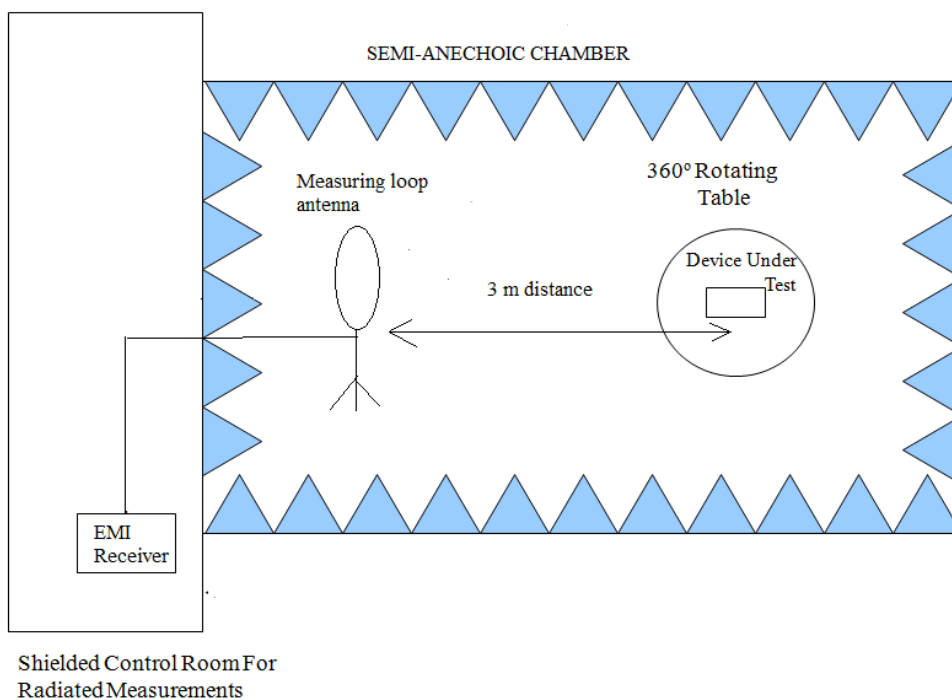 SEMI-ANECHOIC CHAMBER
Measuring loop
antenna
360º Rotating
Table
Device Under
Test
3 m distance
EMI
Receiver
Shielded Control Room For
Radiated Measurements